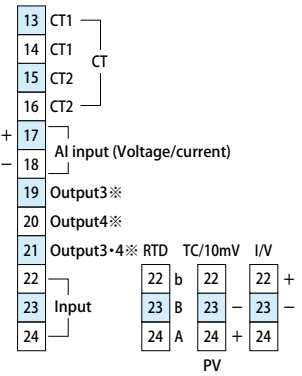 13 CT1
14 CT1
CT
15 CT2
16 CT2
+ 17
AI input (Voltage/current)
− 18
19 Output3※
20 Output4※
21 Output3・4※ RTD TC/10mV I/V
22 22 b 22 22 +
23 Input 23 B 23 − 23 −
24 24 A 24 + 24
PV